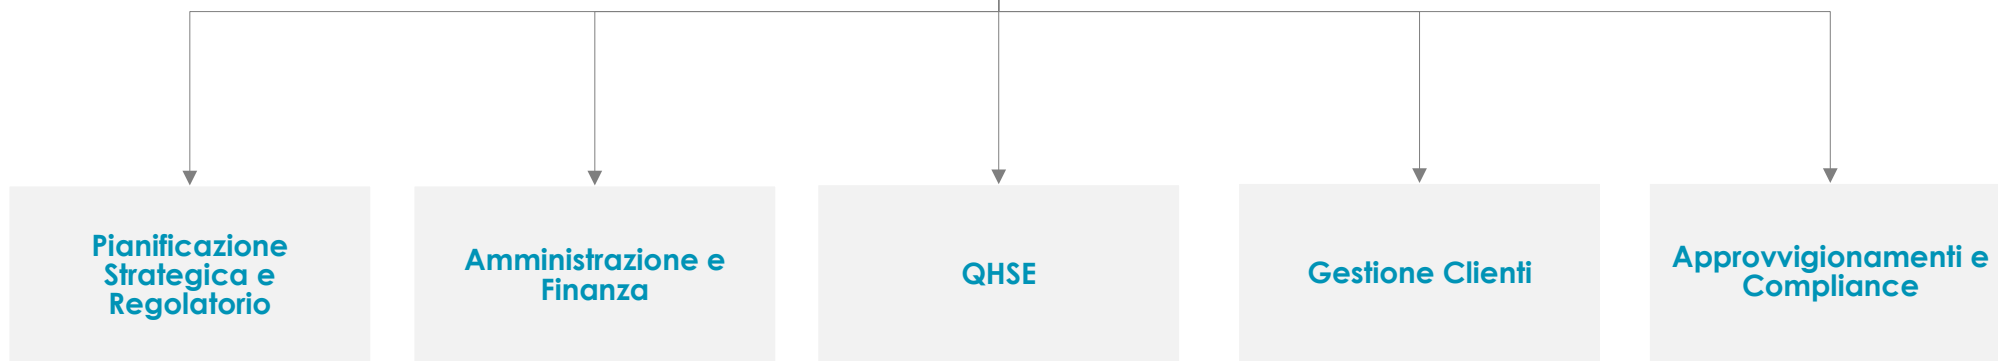 Pianificazione
Strategica e
Regolatorio
Amministrazione e
Finanza
QHSE
Gestione Clienti
Approvvigionamenti e
Compliance